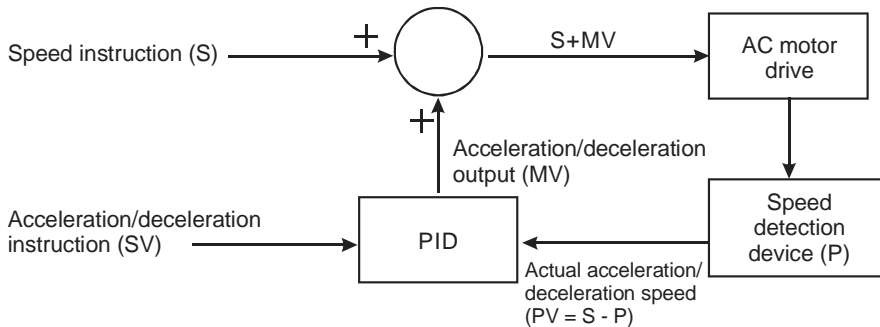 +
S+MV
AC motor
drive
Speed instruction (S)
+
Acceleration/deceleration
output (MV)
Acceleration/deceleration
instruction (SV)
PID
Speed
detection
device (P)
Actual acceleration/
deceleration speed
(PV = S - P)